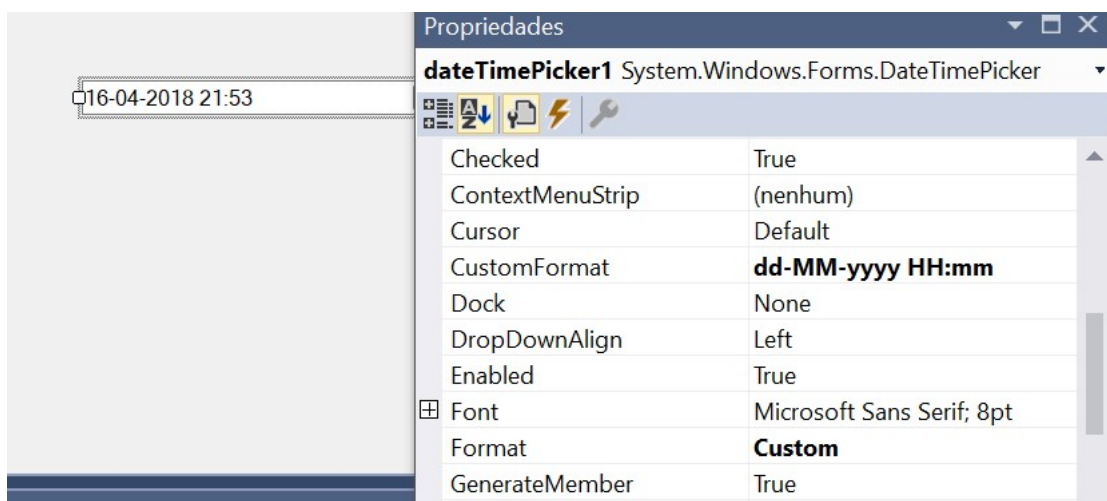 Propriedades
dateTimePicker1 System.Windows.Forms.DateTimePicker
16-04-2018 21:53
Checked True
ContextMenuStrip (nenhum)
Cursor Default
CustomFormat dd-MM-yyyy HH:mm
Dock None
DropDownAlign Left
Enabled True
Font Microsoft Sans Serif; 8pt
Format Custom
GenerateMember True